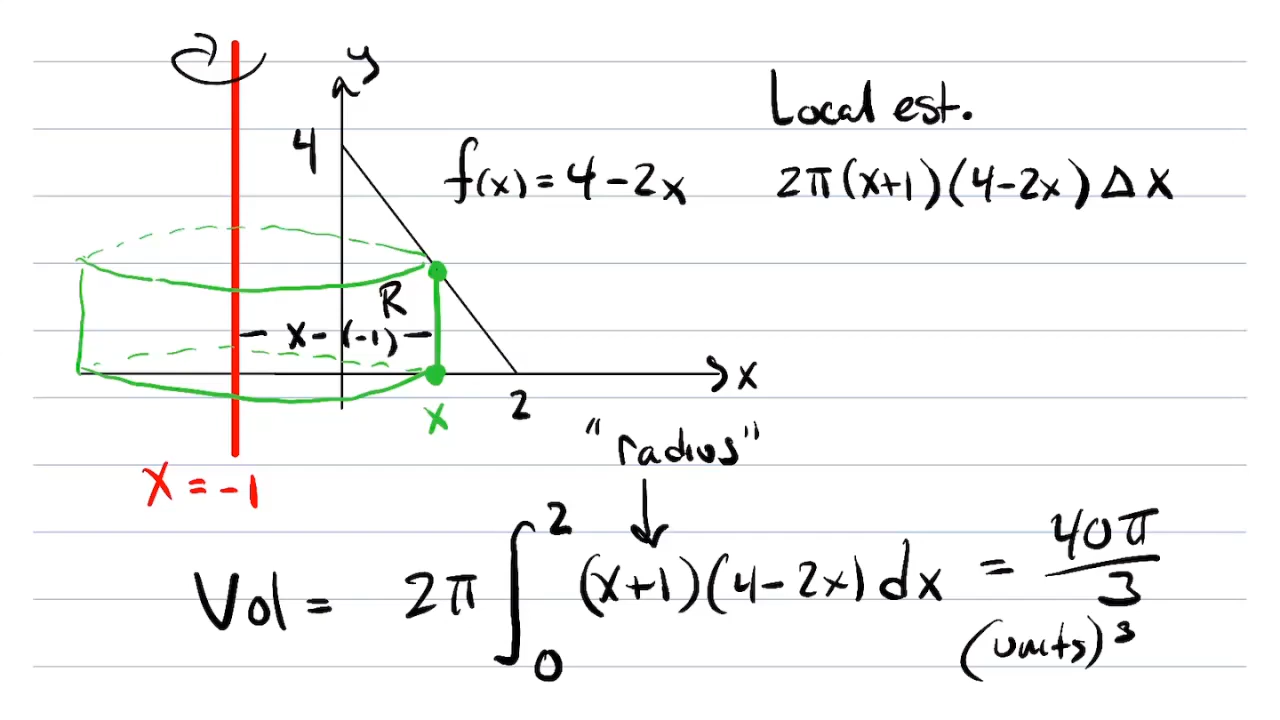 y
Local est.
4
f(x) = 4 - 2x
2π(x+1)(4-2x)Δx
R
x - (-1)
x
x
2
"radius"
x = -1
Vol = 2π ∫₀² (x+1)(4-2x) dx = 40π/3
(units)³